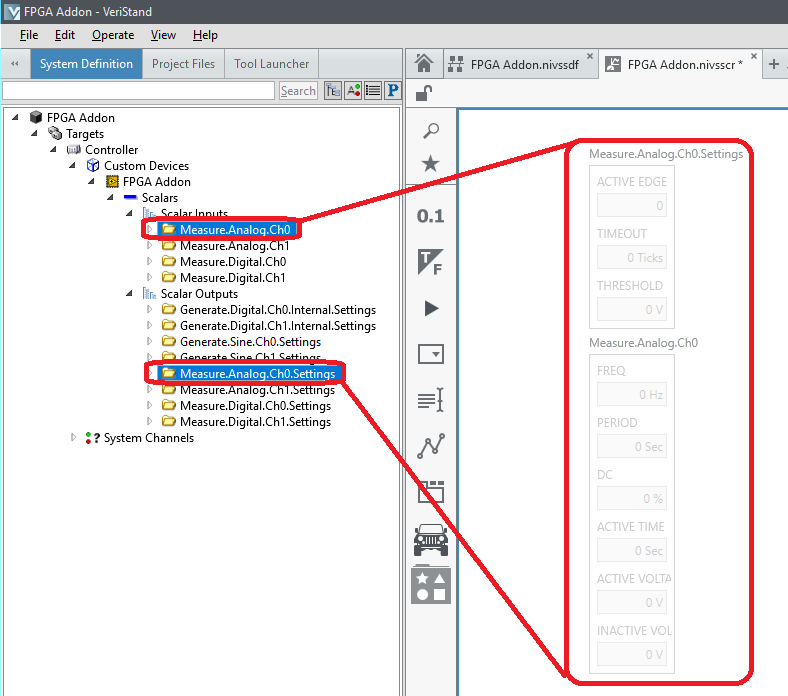 FPGA Addon - VeriStand
File Edit Operate View Help
System Definition Project Files Tool Launcher
FPGA Addon.nivssdf × FPGA Addon.nivsscr * × +
Search
P
FPGA Addon
Targets
Controller
Custom Devices
FPGA Addon
Scalars
Scalar Inputs
Measure.Analog.Ch0
Measure.Analog.Ch1
Measure.Digital.Ch0
Measure.Digital.Ch1
Scalar Outputs
Generate.Digital.Ch0.Internal.Settings
Generate.Digital.Ch1.Internal.Settings
Generate.Sine.Ch0.Settings
Generate.Sine.Ch1.Settings
Measure.Analog.Ch0.Settings
Measure.Analog.Ch1.Settings
Measure.Digital.Ch0.Settings
Measure.Digital.Ch1.Settings
System Channels
0.1
T/F
Measure.Analog.Ch0.Settings
ACTIVE EDGE
0
TIMEOUT
0 Ticks
THRESHOLD
0 V
Measure.Analog.Ch0
FREQ
0 Hz
PERIOD
0 Sec
DC
0 %
ACTIVE TIME
0 Sec
ACTIVE VOLTA
0 V
INACTIVE VOL
0 V